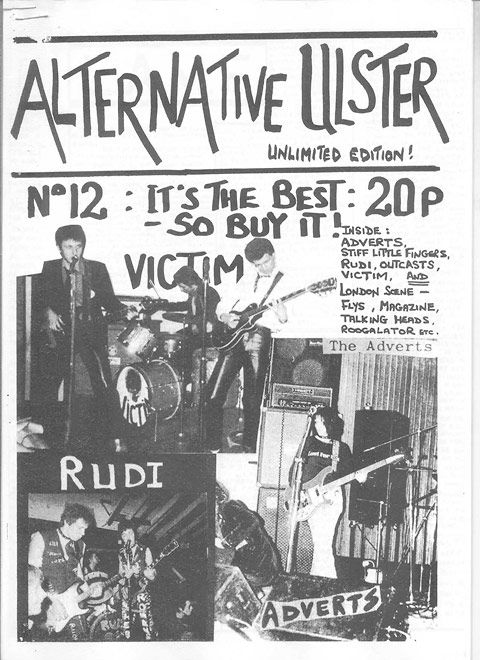 ALTERNATIVE ULSTER
UNLIMITED EDITION!
Nº12 : IT'S THE BEST : 20P
- SO BUY IT!
VICTIM
INSIDE:
ADVERTS,
STIFF LITTLE FINGERS,
RUDI, OUTCASTS,
VICTIM, AND
LONDON SCENE -
FLYS, MAGAZINE,
TALKING HEADS,
ROOGALATOR ETC.
The Adverts
RUDI
ADVERTS